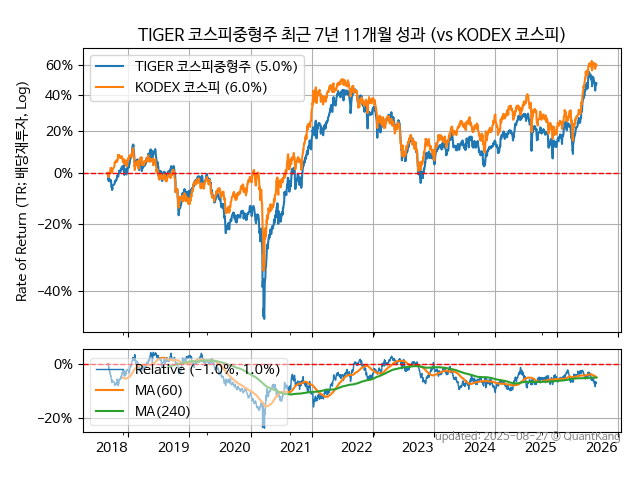 TIGER 코스피중형주 최근 7년 11개월 성과 (vs KODEX 코스피)
Rate of Return (TR: 배당재투자, Log)
60%
40%
20%
0%
−20%
−40%
TIGER 코스피중형주 (5.0%)
KODEX 코스피 (6.0%)
0%
−20%
Relative (−1.0%, 1.0%)
MA(60)
MA(240)
updated: 2025-08-27 © QuantKang
2018 2019 2020 2021 2022 2023 2024 2025 2026